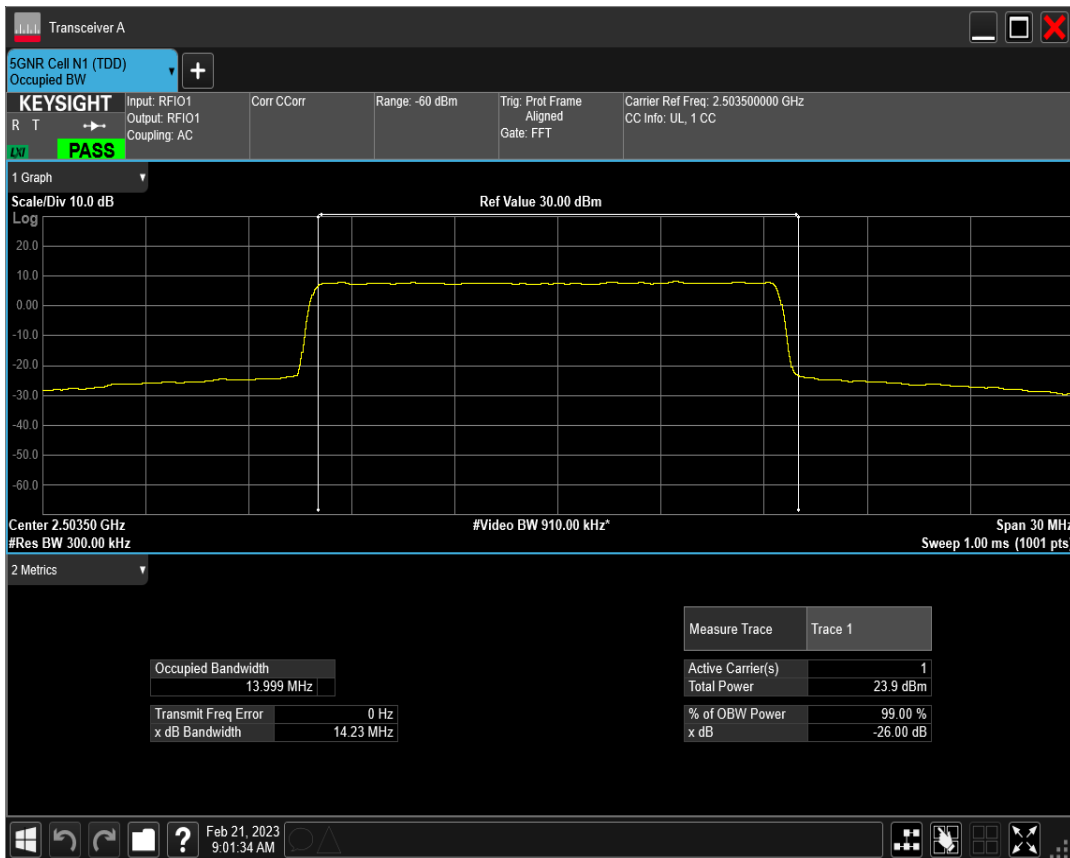 Transceiver A
5GNR Cell N1 (TDD)
Occupied BW
+
KEYSIGHT
R T
LXI
PASS
Input: RFIO1
Output: RFIO1
Coupling: AC
Corr CCorr
Range: -60 dBm
Trig: Prot Frame
Aligned
Gate: FFT
Carrier Ref Freq: 2.503500000 GHz
CC Info: UL, 1 CC
1 Graph
Scale/Div 10.0 dB
Ref Value 30.00 dBm
Log
20.0
10.0
0.00
-10.0
-20.0
-30.0
-40.0
-50.0
-60.0
Center 2.50350 GHz
#Video BW 910.00 kHz*
Span 30 MHz
#Res BW 300.00 kHz
Sweep 1.00 ms (1001 pts)
2 Metrics
Measure Trace Trace 1
Occupied Bandwidth
13.999 MHz
Active Carrier(s) 1
Total Power 23.9 dBm
Transmit Freq Error 0 Hz
x dB Bandwidth 14.23 MHz
% of OBW Power 99.00 %
x dB -26.00 dB
?
Feb 21, 2023
9:01:34 AM